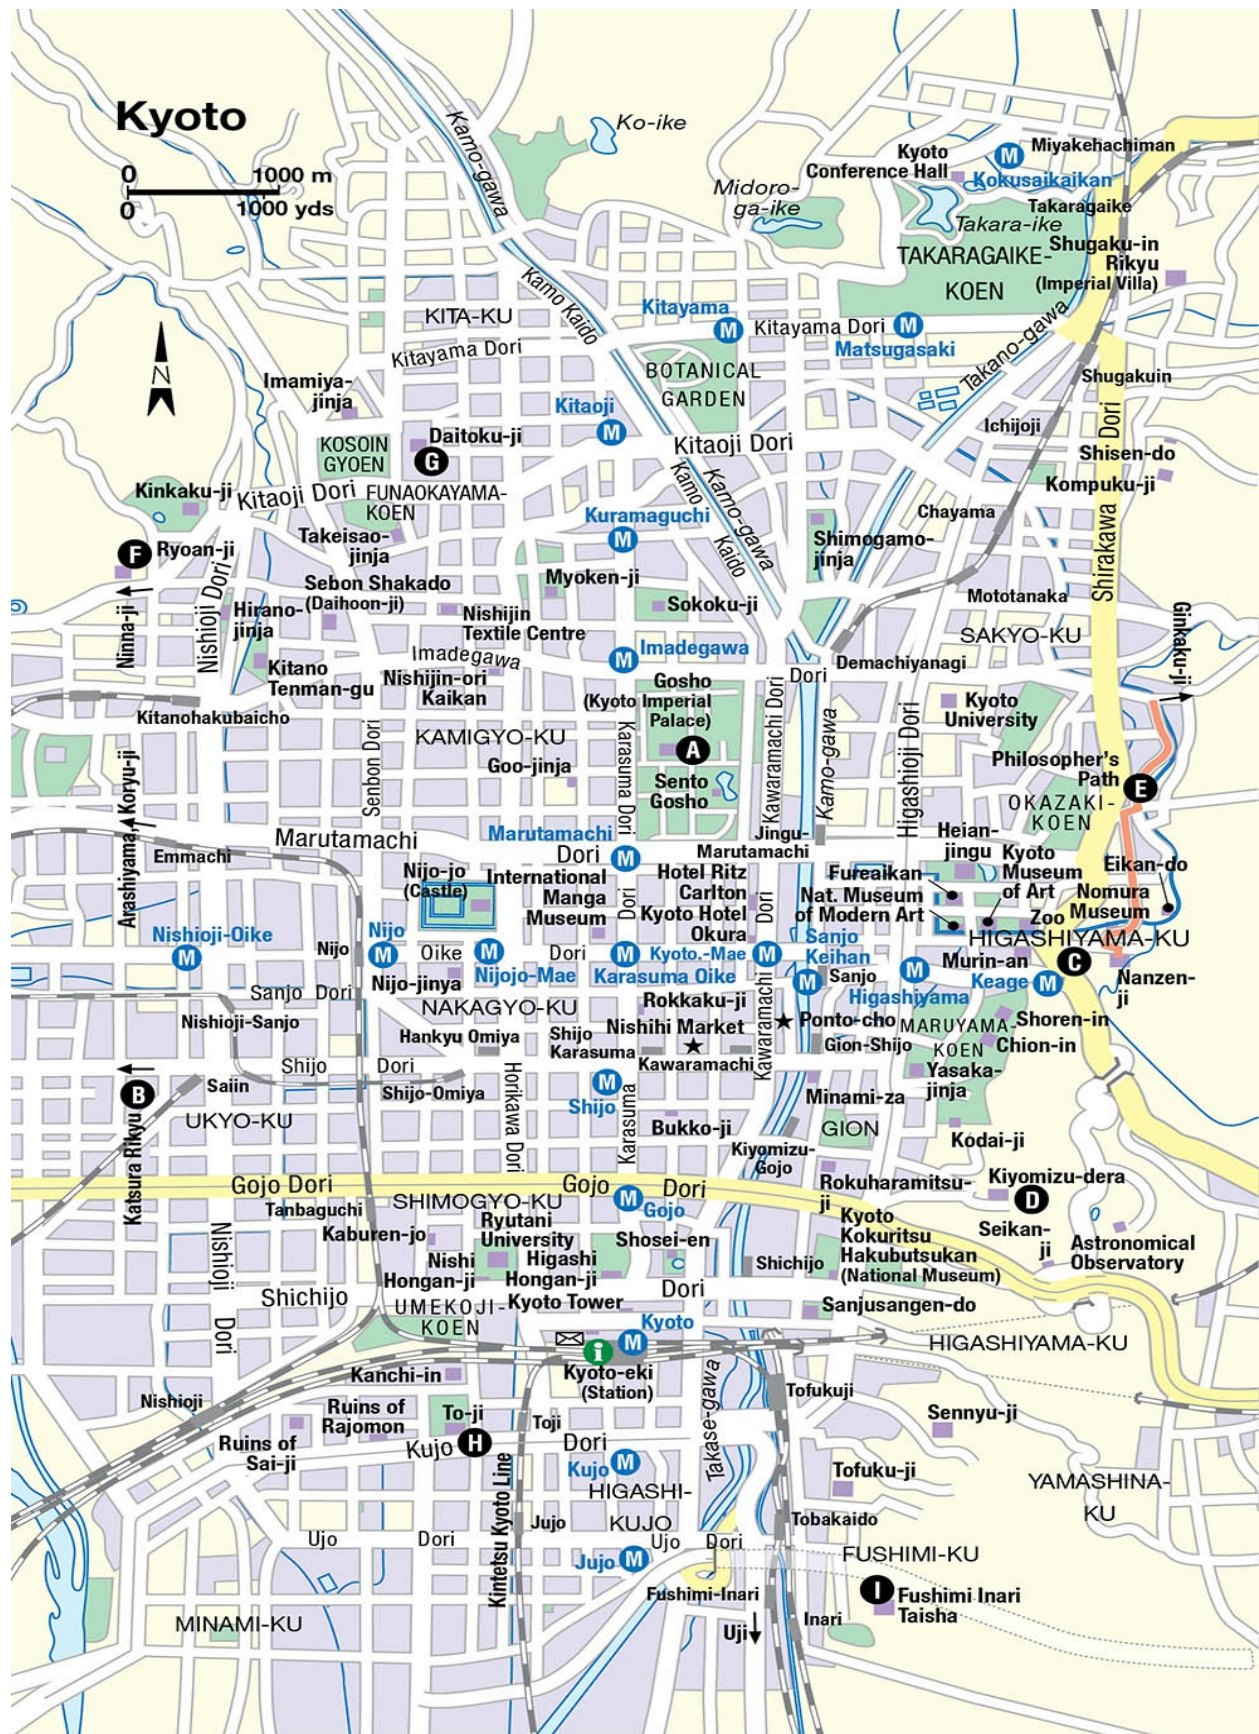 Kyoto
0 1000 m
0 1000 yds
N
Kamo-gawa
Ko-ike
Midoro-
ga-ike
Kyoto
Conference Hall
M
Kokusaikaikan
Miyakehachiman
Takara-ike
Takaragaike
TAKARAGAIKE-
KOEN
Shugaku-in
Rikyu
(Imperial Villa)
Kamo Kaido
KITA-KU
Kitayama Dori
Kitayama
M
Kitayama Dori
M
Matsugasaki
Takano-gawa
BOTANICAL
GARDEN
Shugakuin
Imamiya-
jinja
Kitaoji
M
Kitaoji Dori
Ichijoji
Shirakawa Dori
KOSOIN
GYOEN
Daitoku-ji
G
Shisen-do
Kompuku-ji
Kinkaku-ji
Kitaoji Dori
FUNAOKAYAMA-
KOEN
Kamo
Kaido
Kamo-gawa
Kuramaguchi
M
Chayama
Takeisao-
jinja
Shimogamo-
jinja
F
Ryoan-ji
Ninna-ji
Nishioji Dori
Sebon Shakado
(Daihoon-ji)
Hirano-
jinja
Myoken-ji
Sokoku-ji
Mototanaka
Nishijin
Textile Centre
SAKYO-KU
Ginkaku-ji
Kitano
Tenman-gu
Imadegawa
Dori
Imadegawa
M
Demachiyanagi
Nishijin-ori
Kaikan
Gosho
(Kyoto Imperial
Palace)
A
Kyoto
University
Kitanohakubaicho
Senbon Dori
KAMIGYO-KU
Karasuma Dori
Kawaramachi Dori
Kamo-gawa
Higashioji Dori
Goo-jinja
Sento
Gosho
Philosopher's
Path
E
OKAZAKI-
KOEN
Arashiyama, Koryu-ji
Marutamachi
Dori
Marutamachi
M
Jingu-
Marutamachi
Heian-
jingu
Emmachi
Nijo-jo
(Castle)
International
Manga
Museum
Dori
Hotel Ritz
Carlton
Kyoto Hotel
Okura
Dori
Fureaikan
Nat. Museum
of Modern Art
Kyoto
Museum
of Art
Eikan-do
Nomura
Museum
Zoo
HIGASHIYAMA-KU
Nishioji-Oike
M
Nijo
Nijo
M
Oike
M
Nijojo-Mae
Dori
M
Karasuma Oike
Kyoto.-Mae
M
Sanjo
Keihan
M
Sanjo
M
Higashiyama
Murin-an
C
Keage
M
Nanzen-
ji
Nijo-jinya
Sanjo Dori
NAKAGYO-KU
Rokkaku-ji
Nishioji-Sanjo
Hankyu Omiya
Shijo
Karasuma
Nishihi Market
Kawaramachi
Kawaramachi
Ponto-cho
Gion-Shijo
MARUYAMA-
KOEN
Shoren-in
Chion-in
Shijo
Dori
Saiin
Shijo-Omiya
Horikawa Dori
M
Shijo
Karasuma
Yasaka-
jinja
B
Katsura Rikyu
UKYO-KU
Minami-za
Bukko-ji
GION
Kiyomizu-
Gojo
Kodai-ji
Gojo Dori
Gojo
Dori
M
Gojo
Rokuharamitsu-
ji
Kiyomizu-dera
D
SHIMOGYO-KU
Tanbaguchi
Kaburen-jo
Ryutani
University
Shosei-en
Kyoto
Kokuritsu
Hakubutsukan
(National Museum)
Seikan-
ji
Astronomical
Observatory
Nishioji
Dori
Nishi
Hongan-ji
Higashi
Hongan-ji
Shichijo
Shichijo
Dori
UMEKOJI-
KOEN
Kyoto Tower
Sanjusangen-do
Kyoto
M
i
Kyoto-eki
(Station)
HIGASHIYAMA-KU
Kanchi-in
Takase-gawa
Tofukuji
Nishioji
Ruins of
Rajomon
To-ji
Toji
Sennyu-ji
Ruins of
Sai-ji
Kujo
H
Dori
Kujo
M
Tofuku-ji
YAMASHINA-
KU
Kintetsu Kyoto Line
HIGASHI-
KUJO
Jujo
Tobakaido
Ujo
Dori
Ujo
Dori
Jujo
M
FUSHIMI-KU
Fushimi-Inari
I
Fushimi Inari
Taisha
Inari
Uji
MINAMI-KU